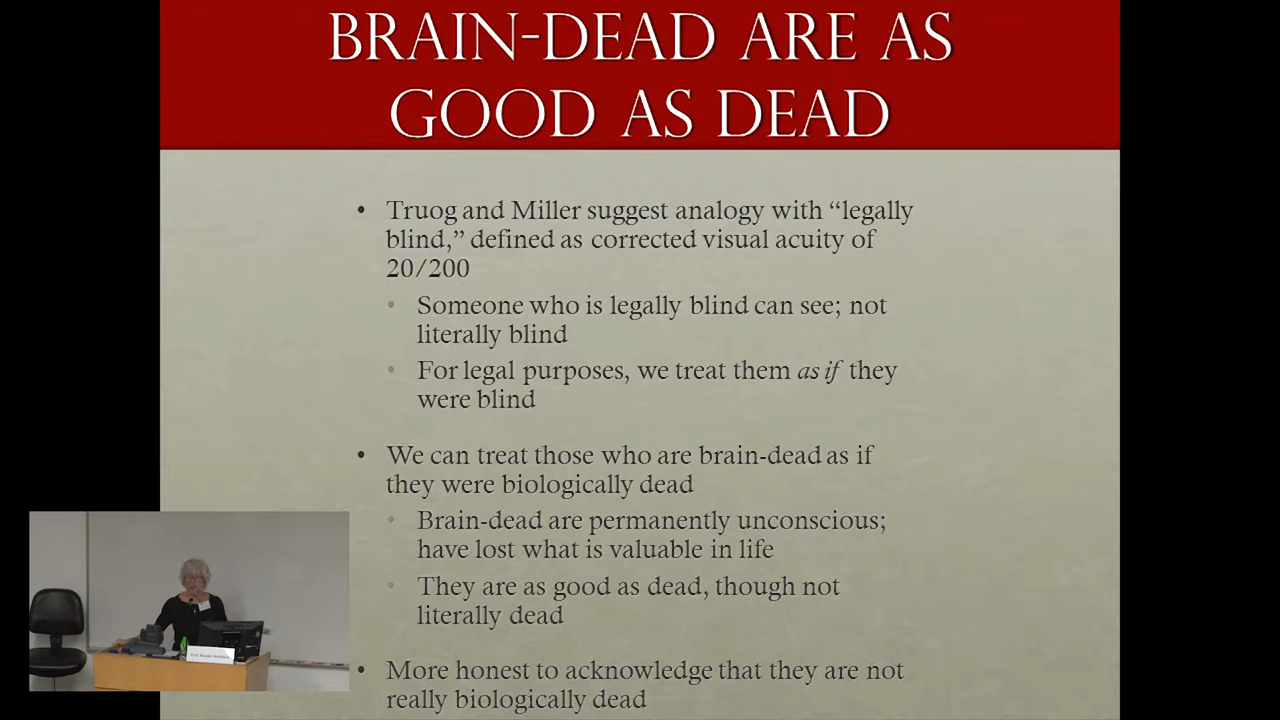 BRAIN-DEAD ARE AS
GOOD AS DEAD
• Truog and Miller suggest analogy with “legally
blind,” defined as corrected visual acuity of
20/200
• Someone who is legally blind can see; not
literally blind
• For legal purposes, we treat them as if they
were blind
• We can treat those who are brain-dead as if
they were biologically dead
• Brain-dead are permanently unconscious;
have lost what is valuable in life
• They are as good as dead, though not
literally dead
• More honest to acknowledge that they are not
really biologically dead